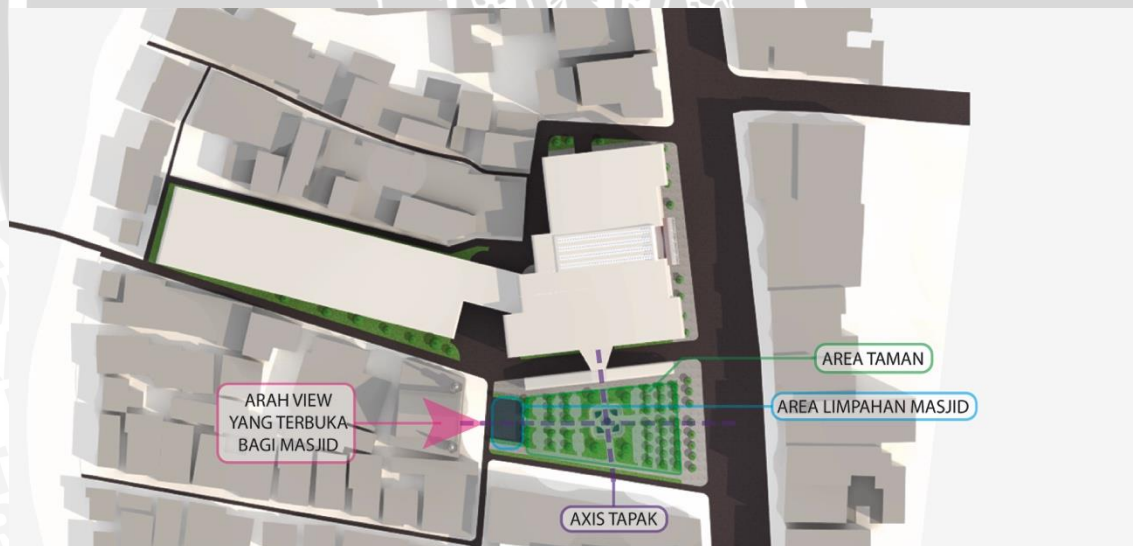 AREA TAMAN
ARAH VIEW
YANG TERBUKA
BAGI MASJID
AREA LIMPAHAN MASJID
AXIS TAPAK